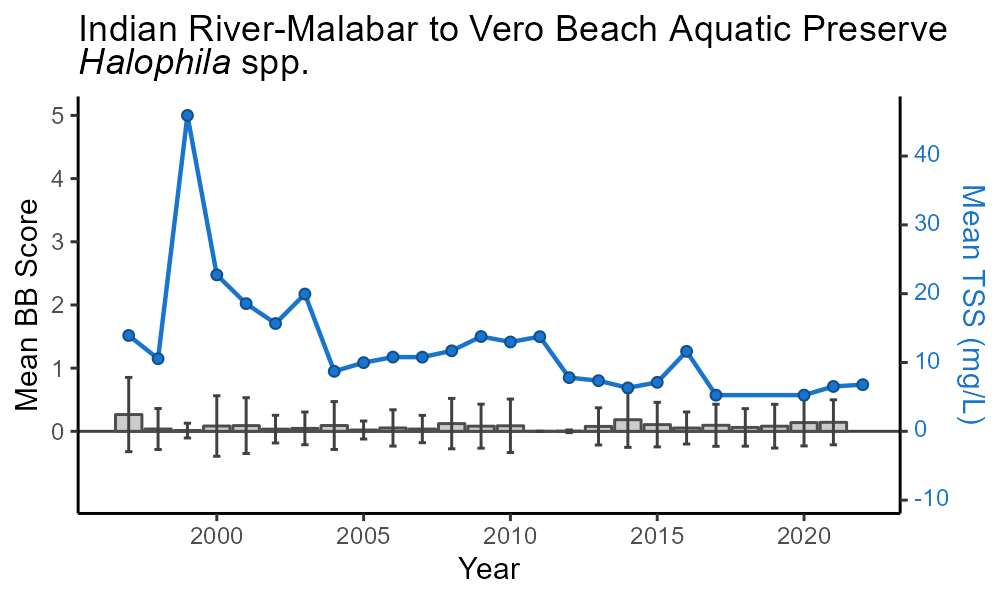 Indian River-Malabar to Vero Beach Aquatic Preserve
Halophila spp.
Mean BB Score
5
4
3
2
1
0
40
30
20
10
0
-10
Mean TSS (mg/L)
2000 2005 2010 2015 2020
Year